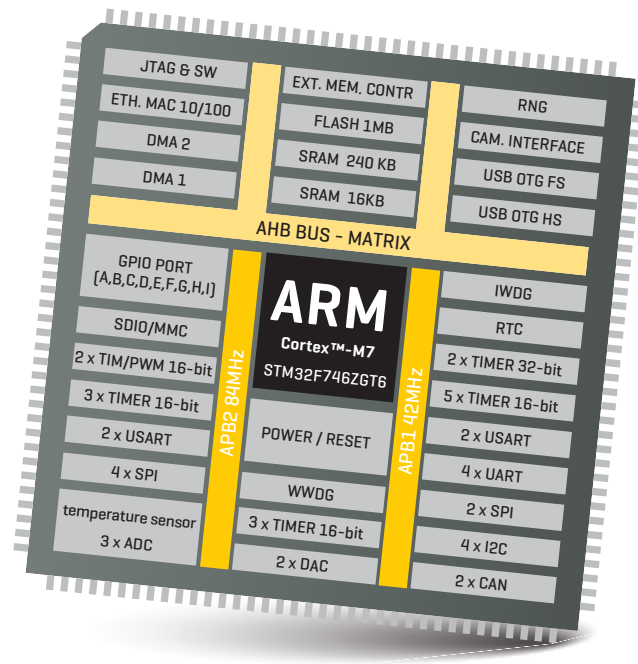 JTAG & SW
ETH. MAC 10/100
DMA 2
DMA 1
EXT. MEM. CONTR
FLASH 1MB
SRAM 240 KB
SRAM 16KB
RNG
CAM. INTERFACE
USB OTG FS
USB OTG HS
AHB BUS - MATRIX
GPIO PORT
(A,B,C,D,E,F,G,H,I)
SDIO/MMC
2 x TIM/PWM 16-bit
3 x TIMER 16-bit
2 x USART
4 x SPI
temperature sensor
3 x ADC
APB2 84MHz
ARM
Cortex™-M7
STM32F746ZGT6
POWER / RESET
WWDG
3 x TIMER 16-bit
2 x DAC
APB1 42MHz
IWDG
RTC
2 x TIMER 32-bit
5 x TIMER 16-bit
2 x USART
4 x UART
2 x SPI
4 x I2C
2 x CAN